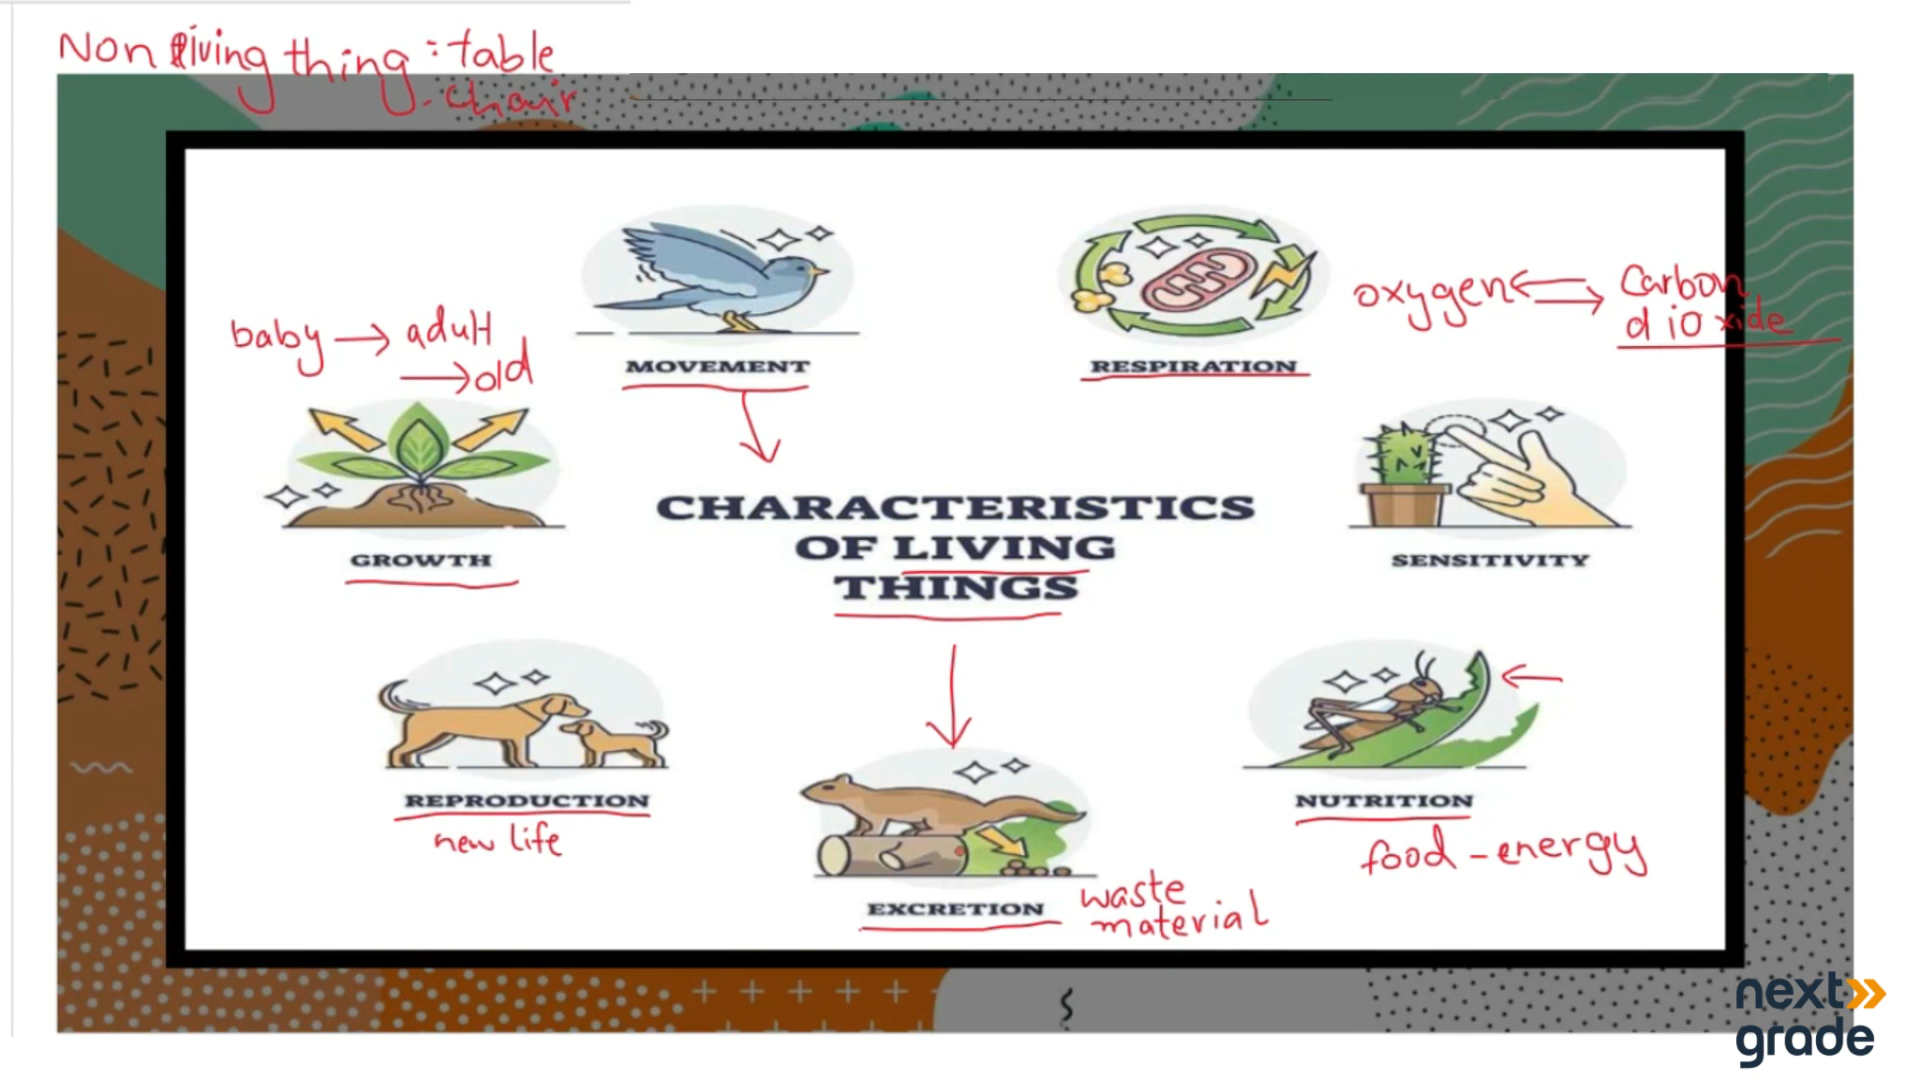 Non living thing : table
- chair
MOVEMENT
RESPIRATION
oxygen
Carbon
dioxide
baby → adult
→ old
GROWTH
CHARACTERISTICS
OF LIVING
THINGS
SENSITIVITY
REPRODUCTION
new life
EXCRETION
waste
material
NUTRITION
food - energy
next
grade